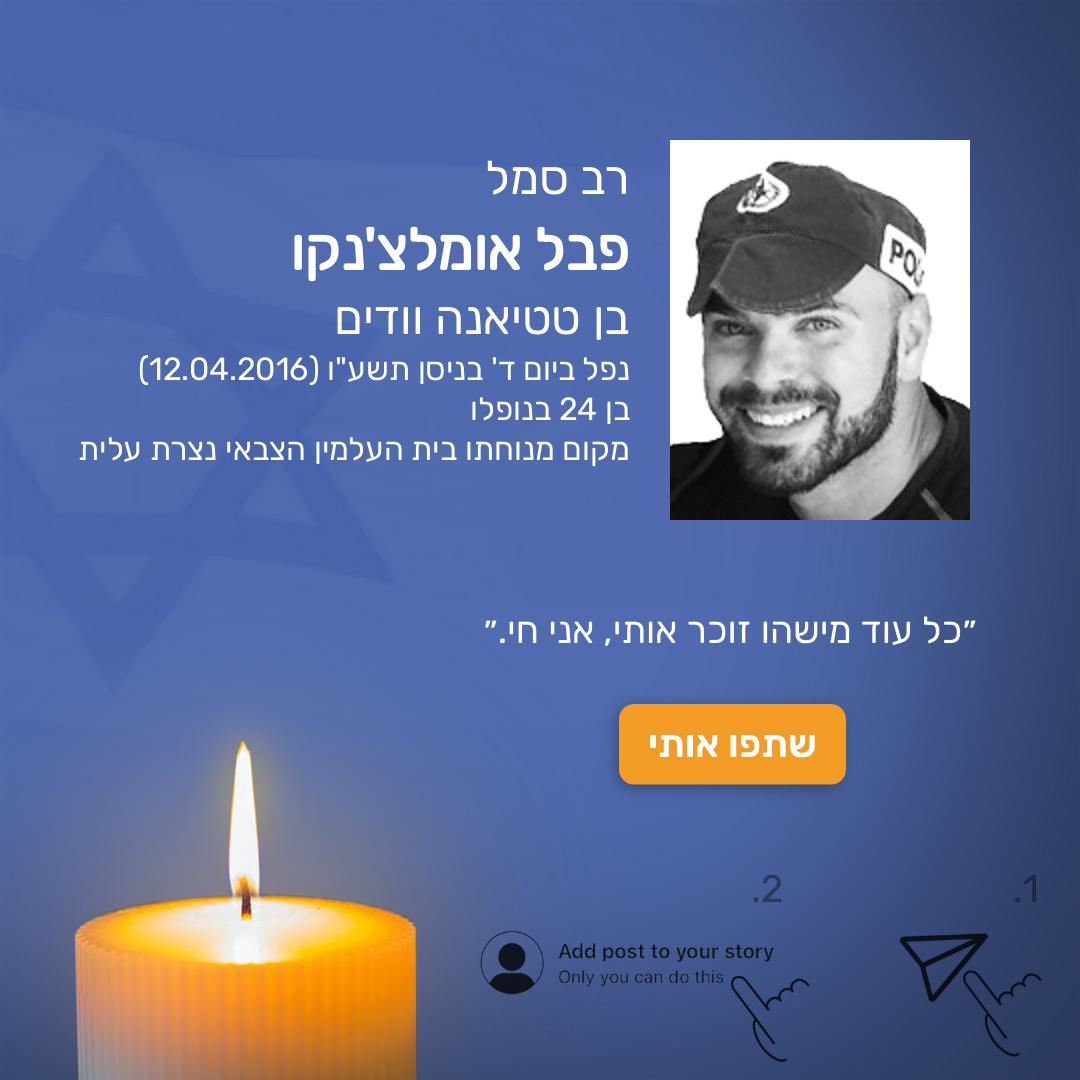 רב סמל
פבל אומלצ'נקו
בן טטיאנה וודים
נפל ביום ד' בניסן תשע"ו (12.04.2016)
בן 24 בנופלו
מקום מנוחתו בית העלמין הצבאי נצרת עלית
POL
״כל עוד מישהו זוכר אותי, אני חי.״
שתפו אותי
1.
2.
Add post to your story
Only you can do this